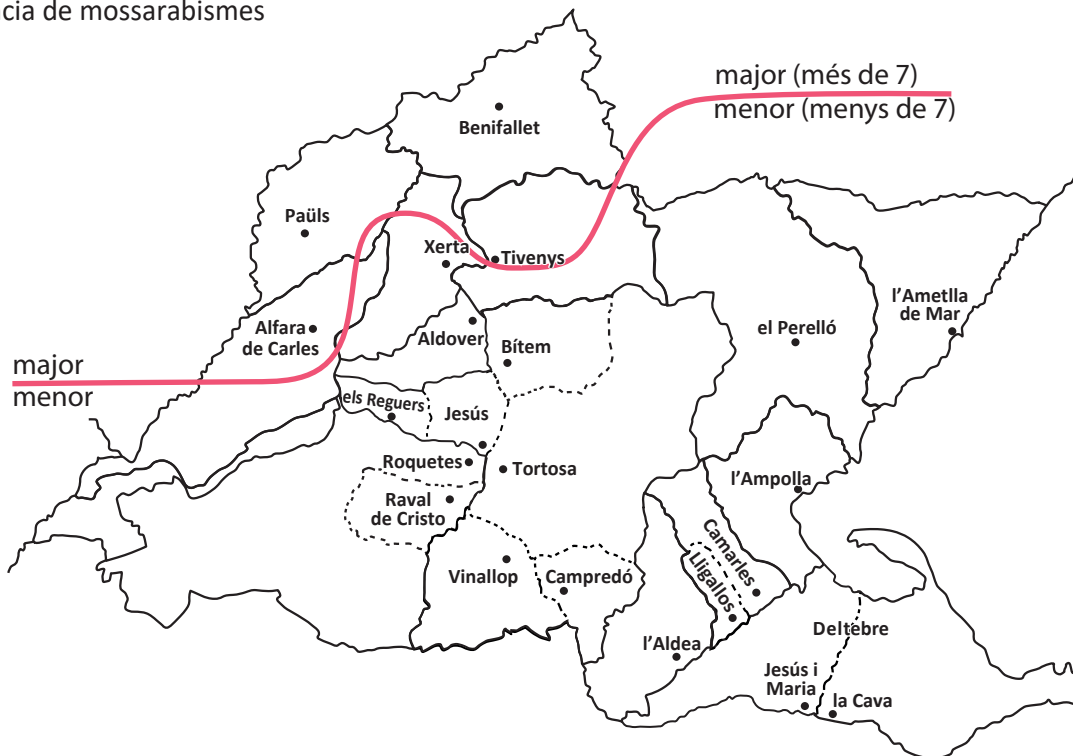 de mossarabismes
major (més de 7)
menor (menys de 7)
Benifallet
Paüls
Xerta
Tivenys
l'Ametlla
de Mar
Alfara
de Carles
Aldover
Bítem
el Perelló
major
menor
els Reguers
Jesús
Roquetes
Tortosa
l'Ampolla
Raval
de Cristo
Camarles
Lligallos
Vinallop
Campredó
Deltebre
l'Aldea
Jesús i
Maria
la Cava